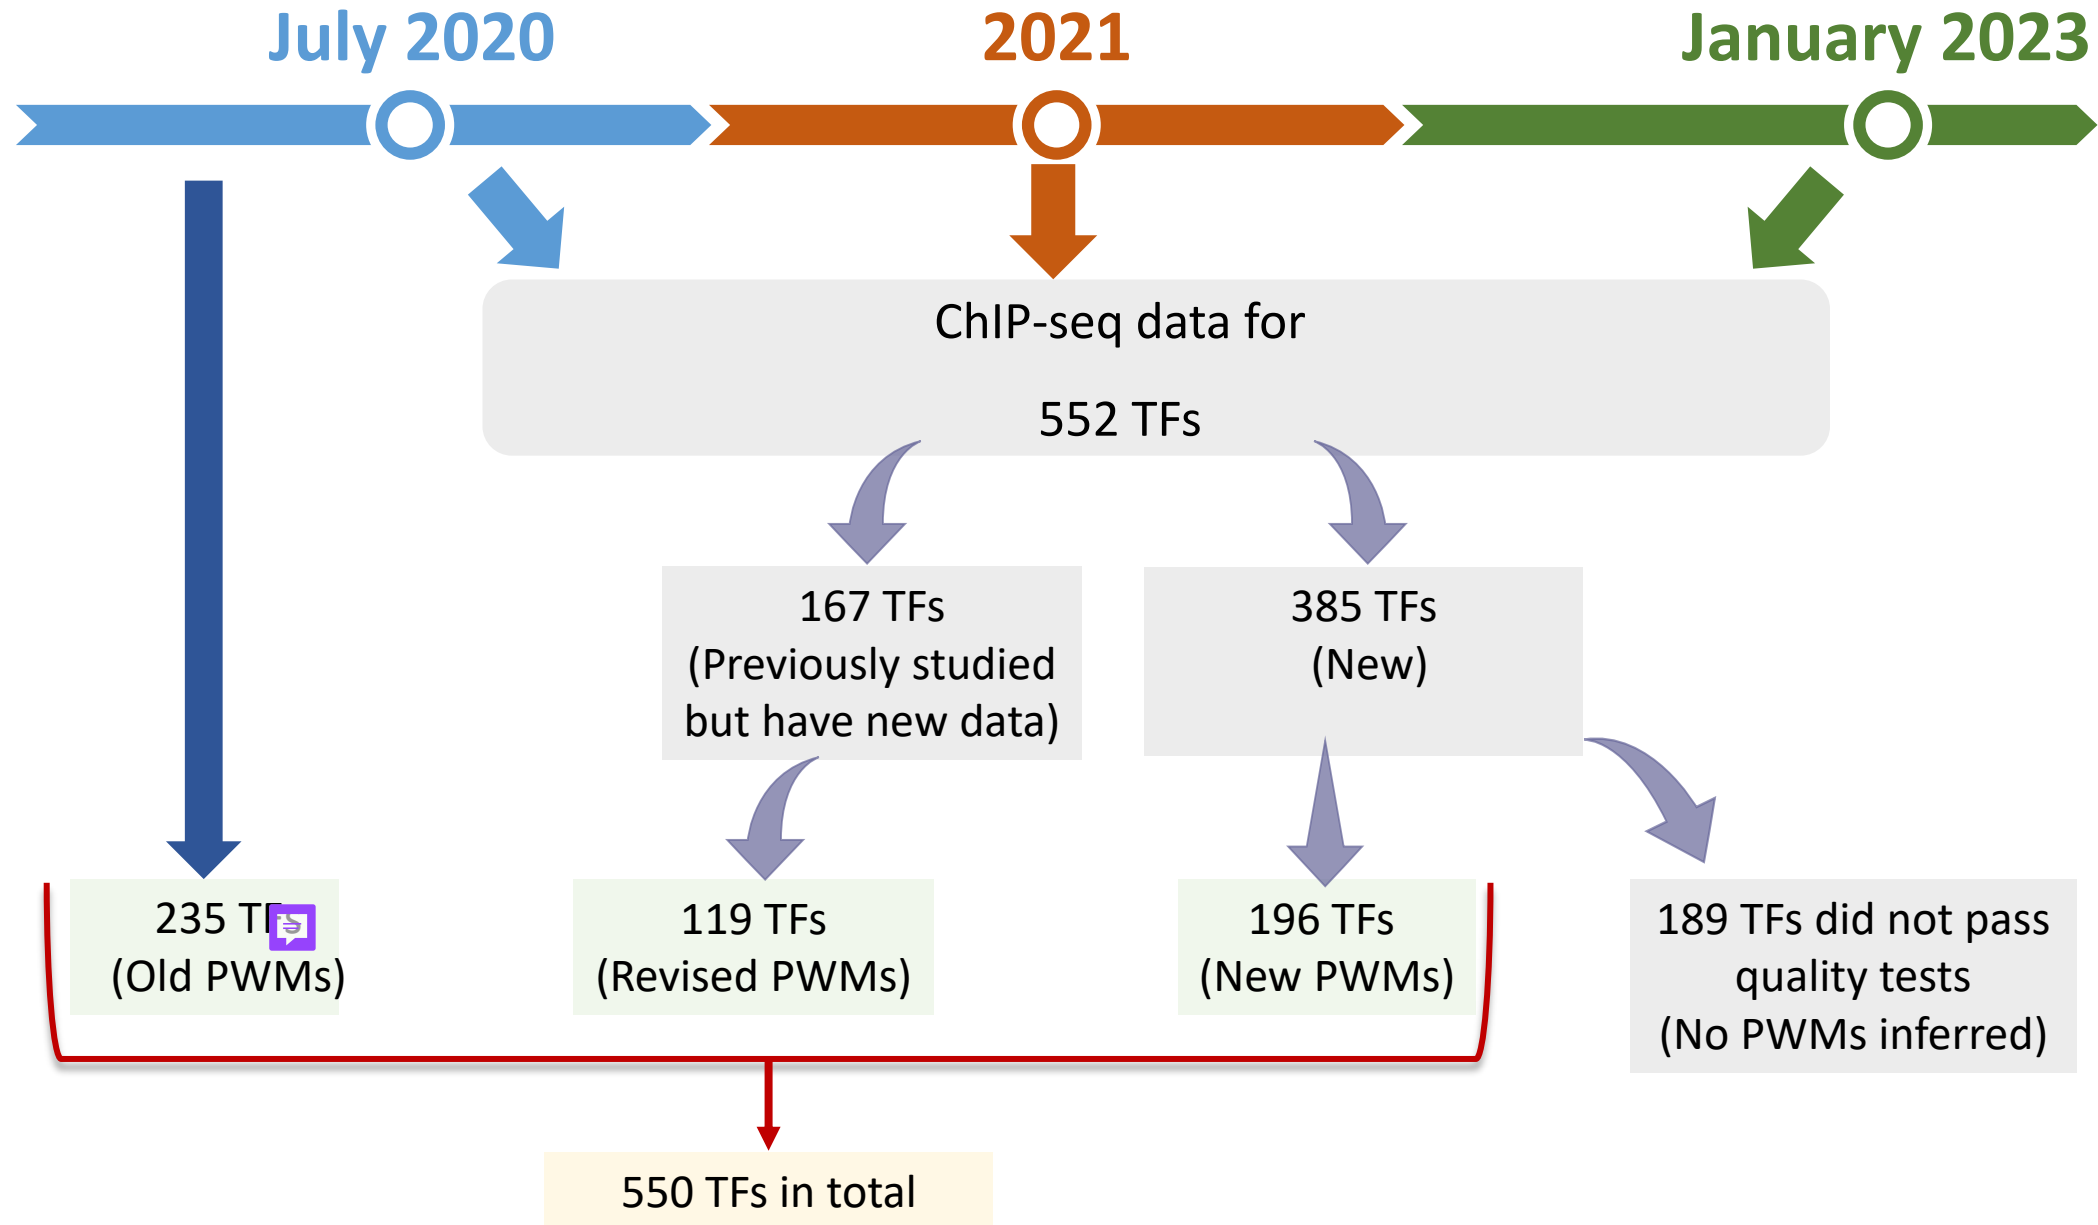 July 2020
2021
January 2023
ChIP-seq data for
552 TFs
167 TFs
(Previously studied
but have new data)
385 TFs
(New)
235 TFs
(Old PWMs)
119 TFs
(Revised PWMs)
196 TFs
(New PWMs)
189 TFs did not pass
quality tests
(No PWMs inferred)
550 TFs in total